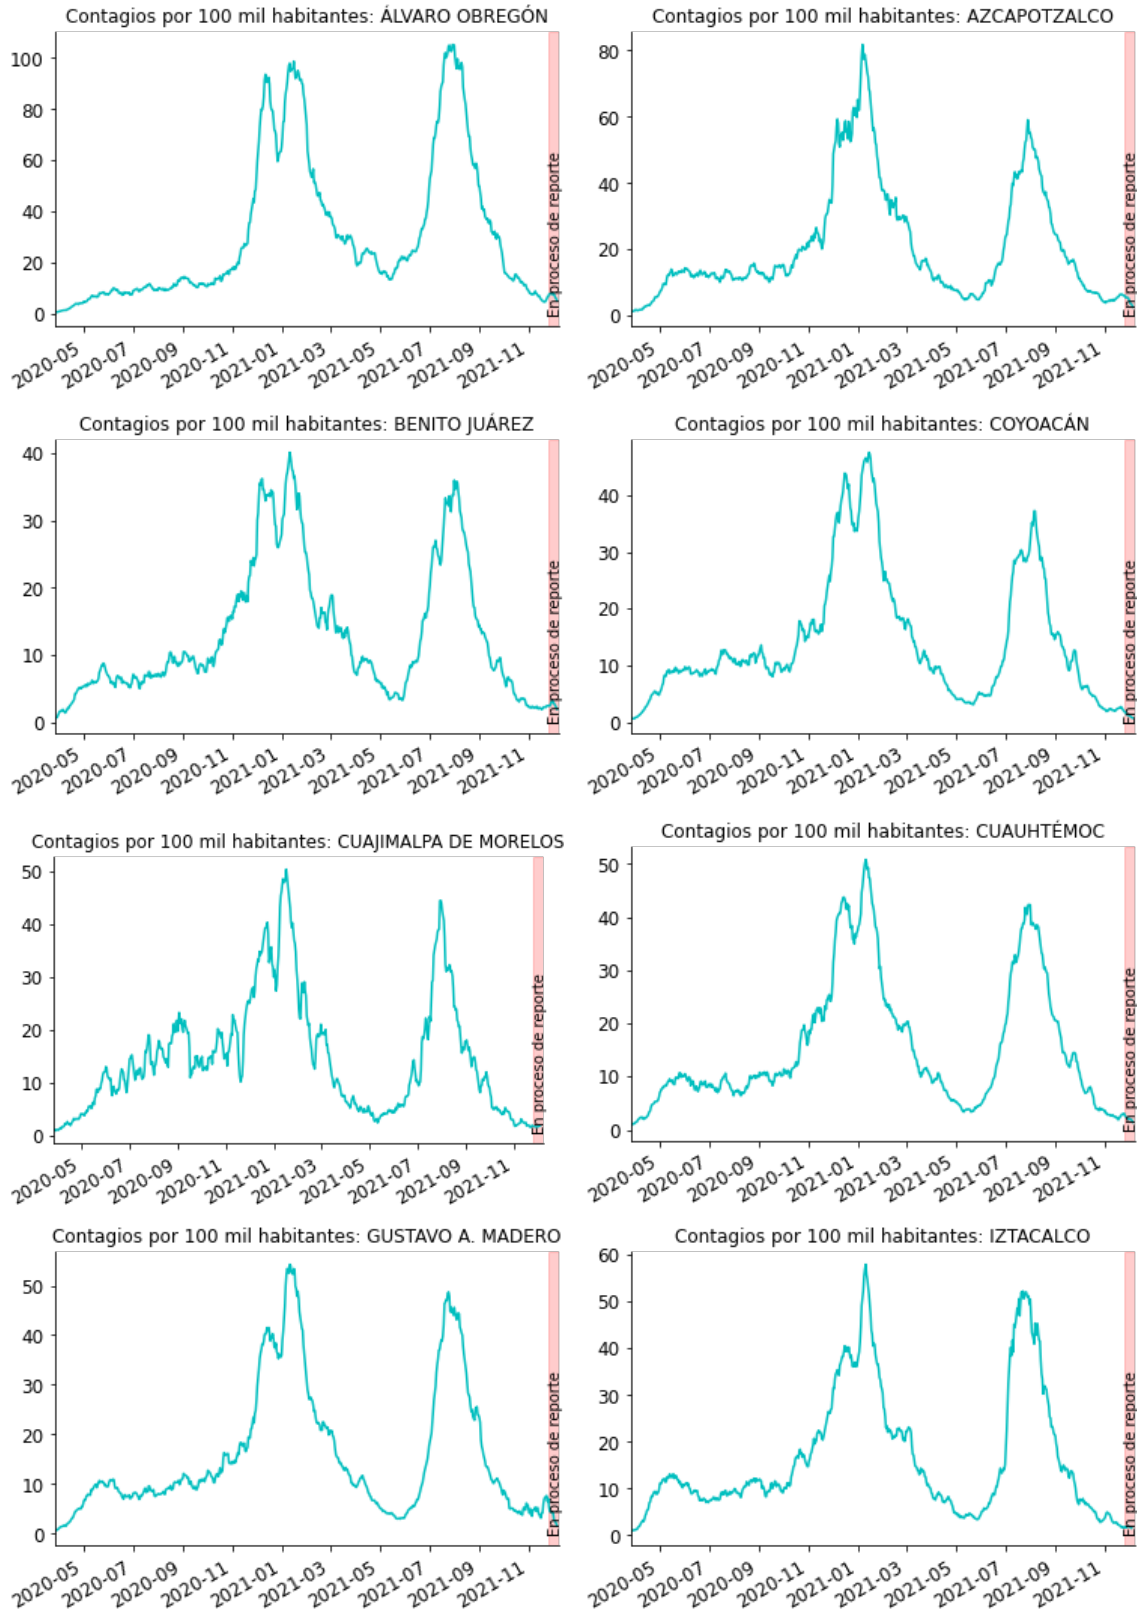 Contagios por 100 mil habitantes: ÁLVARO OBREGÓN
100
80
60
40
20
0
En proceso de reporte
2020-05 2020-07 2020-09 2020-11 2021-01 2021-03 2021-05 2021-07 2021-09 2021-11
Contagios por 100 mil habitantes: AZCAPOTZALCO
80
60
40
20
0
En proceso de reporte
2020-05 2020-07 2020-09 2020-11 2021-01 2021-03 2021-05 2021-07 2021-09 2021-11
Contagios por 100 mil habitantes: BENITO JUÁREZ
40
30
20
10
0
En proceso de reporte
2020-05 2020-07 2020-09 2020-11 2021-01 2021-03 2021-05 2021-07 2021-09 2021-11
Contagios por 100 mil habitantes: COYOACÁN
40
30
20
10
0
En proceso de reporte
2020-05 2020-07 2020-09 2020-11 2021-01 2021-03 2021-05 2021-07 2021-09 2021-11
Contagios por 100 mil habitantes: CUAJIMALPA DE MORELOS
50
40
30
20
10
0
En proceso de reporte
2020-05 2020-07 2020-09 2020-11 2021-01 2021-03 2021-05 2021-07 2021-09 2021-11
Contagios por 100 mil habitantes: CUAUHTÉMOC
50
40
30
20
10
0
En proceso de reporte
2020-05 2020-07 2020-09 2020-11 2021-01 2021-03 2021-05 2021-07 2021-09 2021-11
Contagios por 100 mil habitantes: GUSTAVO A. MADERO
50
40
30
20
10
0
En proceso de reporte
2020-05 2020-07 2020-09 2020-11 2021-01 2021-03 2021-05 2021-07 2021-09 2021-11
Contagios por 100 mil habitantes: IZTACALCO
60
50
40
30
20
10
0
En proceso de reporte
2020-05 2020-07 2020-09 2020-11 2021-01 2021-03 2021-05 2021-07 2021-09 2021-11